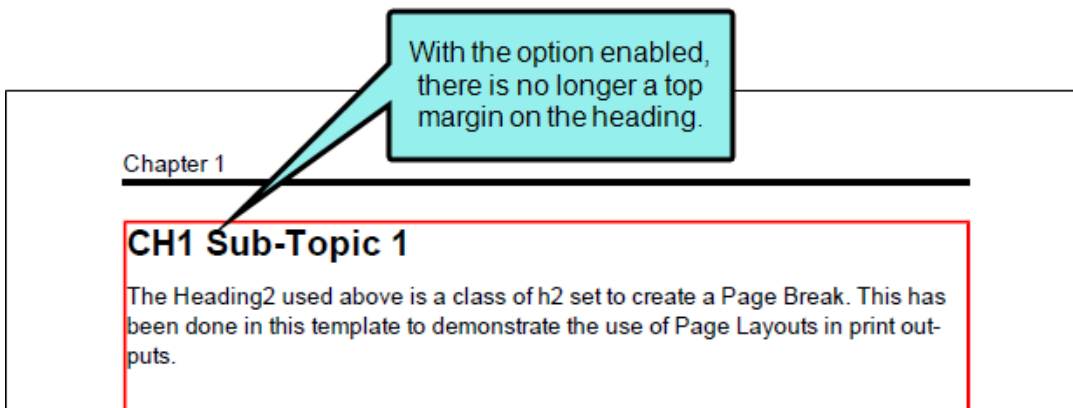 With the option enabled,
there is no longer a top
margin on the heading.
Chapter 1
CH1 Sub-Topic 1
The Heading2 used above is a class of h2 set to create a Page Break. This has
been done in this template to demonstrate the use of Page Layouts in print out-
puts.